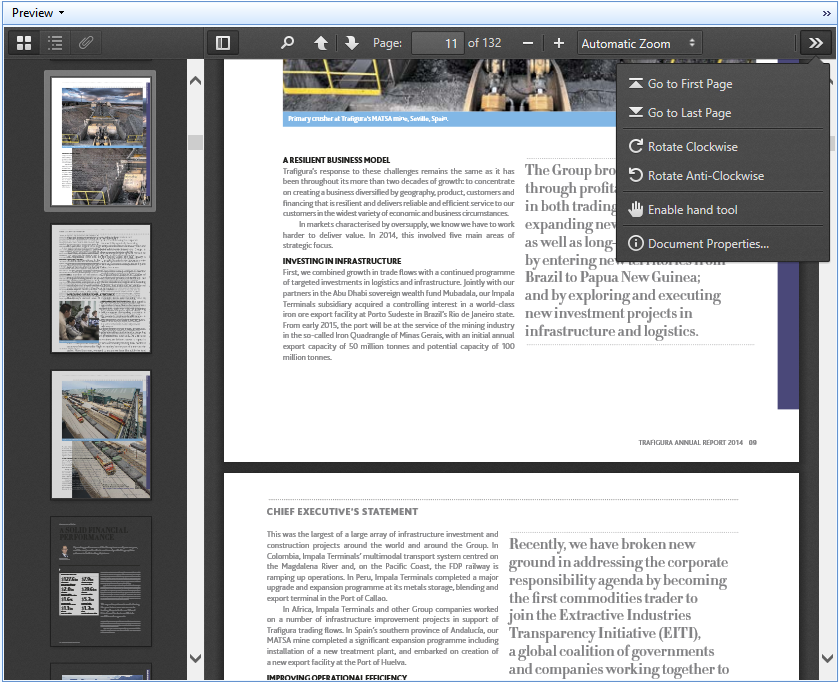 Preview
Page: 11 of 132
Automatic Zoom
Go to First Page
Go to Last Page
Rotate Clockwise
Rotate Anti-Clockwise
Enable hand tool
Document Properties...
A SOLID FINANCIAL
PERFORMANCE
Primary crusher at Trafigura's MATSA mine, Seville, Spain.
A RESILIENT BUSINESS MODEL
Trafigura's response to these challenges remains the same as it has
been throughout its more than two decades of growth: to concentrate
on creating a business diversified by geography, product, customers and
financing that is resilient and delivers reliable and efficient service to our
customers in the widest variety of economic and business circumstances.
In markets characterised by oversupply, we know we have to work
harder to deliver value. In 2014, this involved five main areas of
strategic focus.
INVESTING IN INFRASTRUCTURE
First, we combined growth in trade flows with a continued programme
of targeted investments in logistics and infrastructure. Jointly with our
partners in the Abu Dhabi sovereign wealth fund Mubadala, our Impala
Terminals subsidiary acquired a controlling interest in a world-class
iron ore export facility at Porto Sudeste in Brazil's Rio de Janeiro state.
From early 2015, the port will be at the service of the mining industry
in the so-called Iron Quadrangle of Minas Gerais, with an initial annual
export capacity of 50 million tonnes and potential capacity of 100
million tonnes.
The Group bro
through profita
in both trading
expanding new
as well as long-
by entering new territories from
Brazil to Papua New Guinea;
and by exploring and executing
new investment projects in
infrastructure and logistics.
TRAFIGURA ANNUAL REPORT 2014 09
CHIEF EXECUTIVE'S STATEMENT
This was the largest of a large array of infrastructure investment and
construction projects around the world and around the Group. In
Colombia, Impala Terminals' multimodal transport system centred on
the Magdalena River and, on the Pacific Coast, the FDP railway is
ramping up operations. In Peru, Impala Terminals completed a major
upgrade and expansion programme at its metals storage, blending and
export terminal in the Port of Callao.
In Africa, Impala Terminals and other Group companies worked
on a number of infrastructure improvement projects in support of
Trafigura trading flows. In Spain's southern province of Andalucia, our
MATSA mine completed a significant expansion programme including
installation of a new treatment plant, and embarked on creation of
a new export facility at the Port of Huelva.
IMPROVING OPERATIONAL EFFICIENCY
Recently, we have broken new
ground in addressing the corporate
responsibility agenda by becoming
the first commodities trader to
join the Extractive Industries
Transparency Initiative (EITI),
a global coalition of governments
and companies working together to